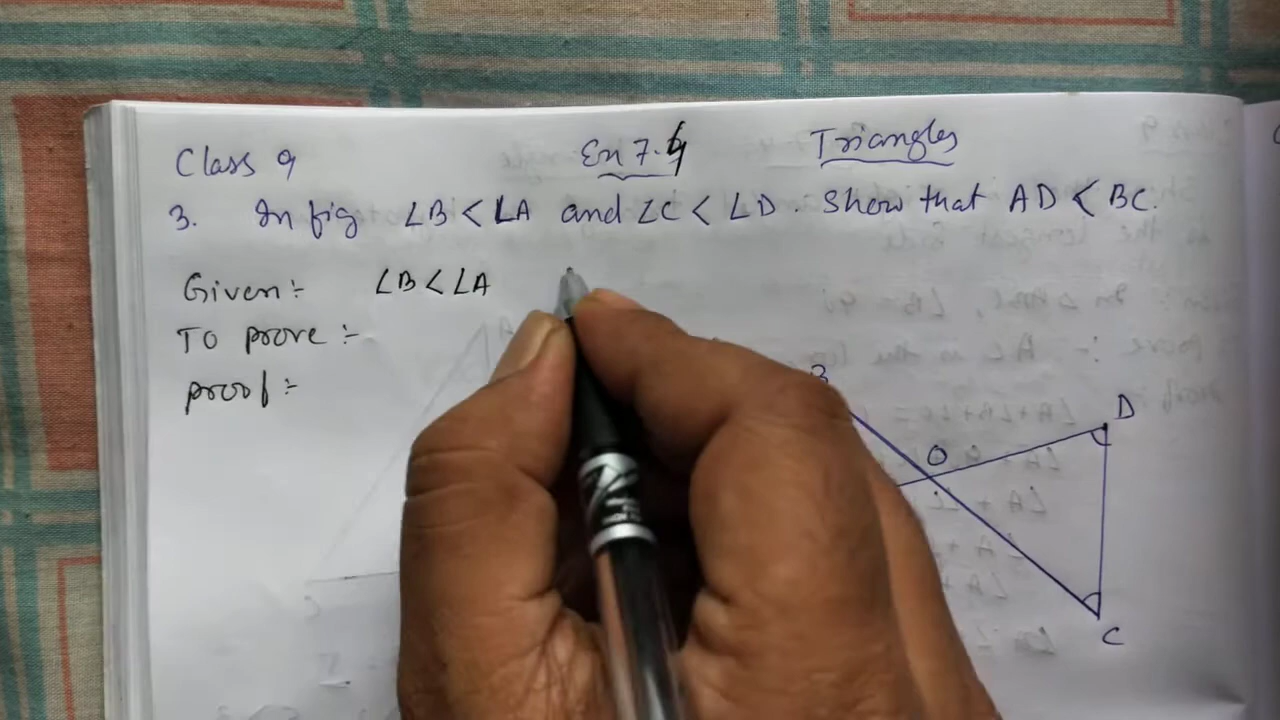 Class 9 Ex 7.4 Triangles
3. In fig ∠B < ∠A and ∠C < ∠D. Show that AD < BC.
Given :- ∠B < ∠A
To prove :-
proof :-
B
D
O
C